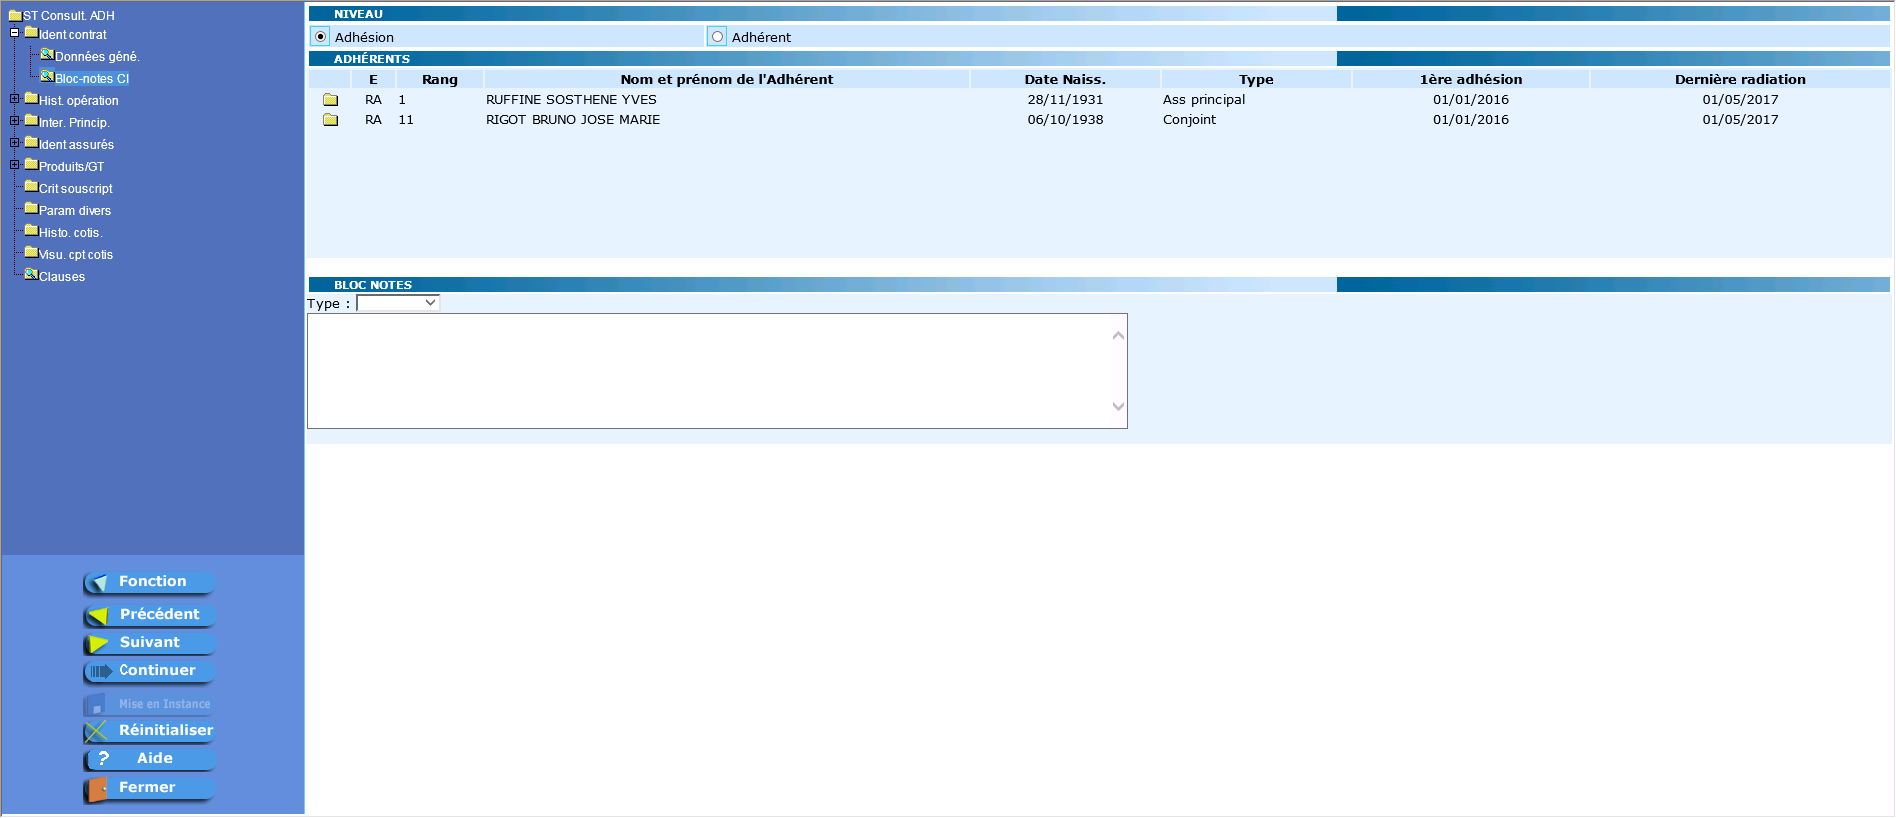 ST Consult. ADH
Ident contrat
Données géné.
Bloc-notes CI
Hist. opération
Inter. Princip.
Ident assurés
Produits/GT
Crit souscript
Param divers
Histo. cotis.
Visu. cpt cotis
Clauses
Fonction
Précédent
Suivant
Continuer
Mise en Instance
Réinitialiser
? Aide
Fermer
NIVEAU
Adhésion Adhérent
ADHÉRENTS
E Rang Nom et prénom de l'Adhérent Date Naiss. Type 1ère adhésion Dernière radiation
RA 1 RUFFINE SOSTHENE YVES 28/11/1931 Ass principal 01/01/2016 01/05/2017
RA 11 RIGOT BRUNO JOSE MARIE 06/10/1938 Conjoint 01/01/2016 01/05/2017
BLOC NOTES
Type :